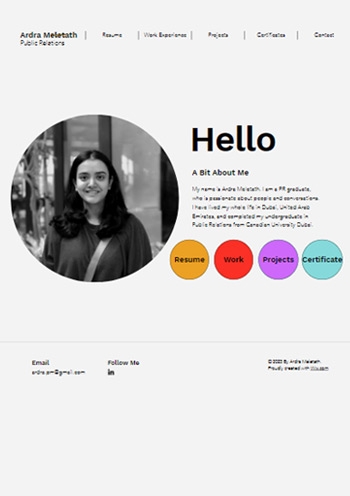 Ardra Meletath
Public Relations
Resume
Work Experience
Projects
Certificates
Contact
Hello
A Bit About Me
My name is Ardra Meletath. I am a PR graduate,
who is passionate about people and conversations.
I have lived my whole life in Dubai, United Arab
Emirates, and completed my undergraduate in
Public Relations from Canadian University Dubai.
Resume
Work
Projects
Certificate
Email
Follow Me
ardra.pm@gmail.com
in
by Ardra Meletath
Proudly created with Wix.com